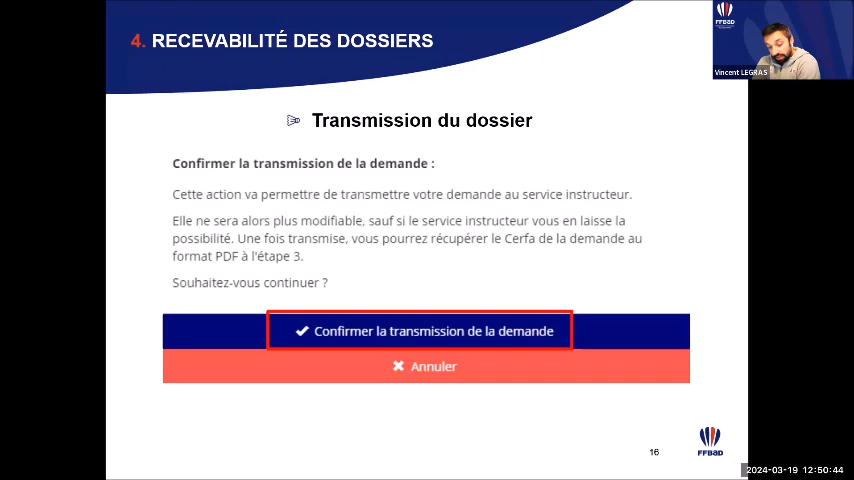 4. RECEVABILITÉ DES DOSSIERS
FFBaD
Vincent LEGRAS
Transmission du dossier
Confirmer la transmission de la demande :
Cette action va permettre de transmettre votre demande au service instructeur.
Elle ne sera alors plus modifiable, sauf si le service instructeur vous en laisse la
possibilité. Une fois transmise, vous pourrez récupérer le Cerfa de la demande au
format PDF à l'étape 3.
Souhaitez-vous continuer ?
Confirmer la transmission de la demande
Annuler
16
FFBaD
2024-03-19 12:50:44